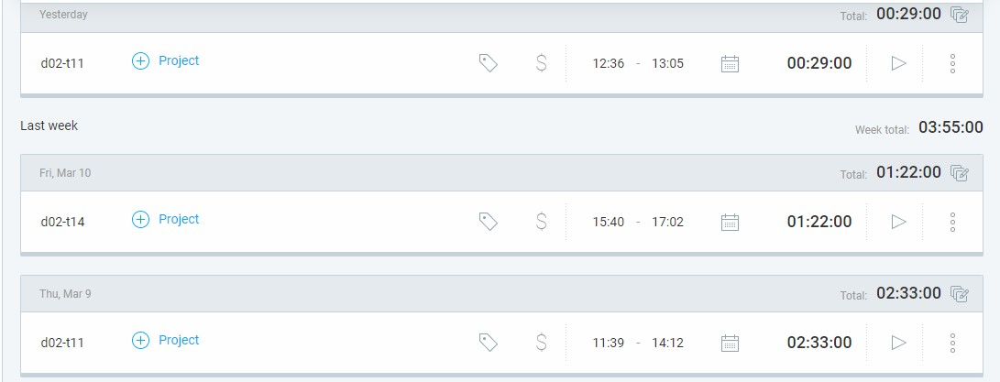 Yesterday Total: 00:29:00
d02-t11 Project $ 12:36 - 13:05 00:29:00
Last week Week total: 03:55:00
Fri, Mar 10 Total: 01:22:00
d02-t14 Project $ 15:40 - 17:02 01:22:00
Thu, Mar 9 Total: 02:33:00
d02-t11 Project $ 11:39 - 14:12 02:33:00